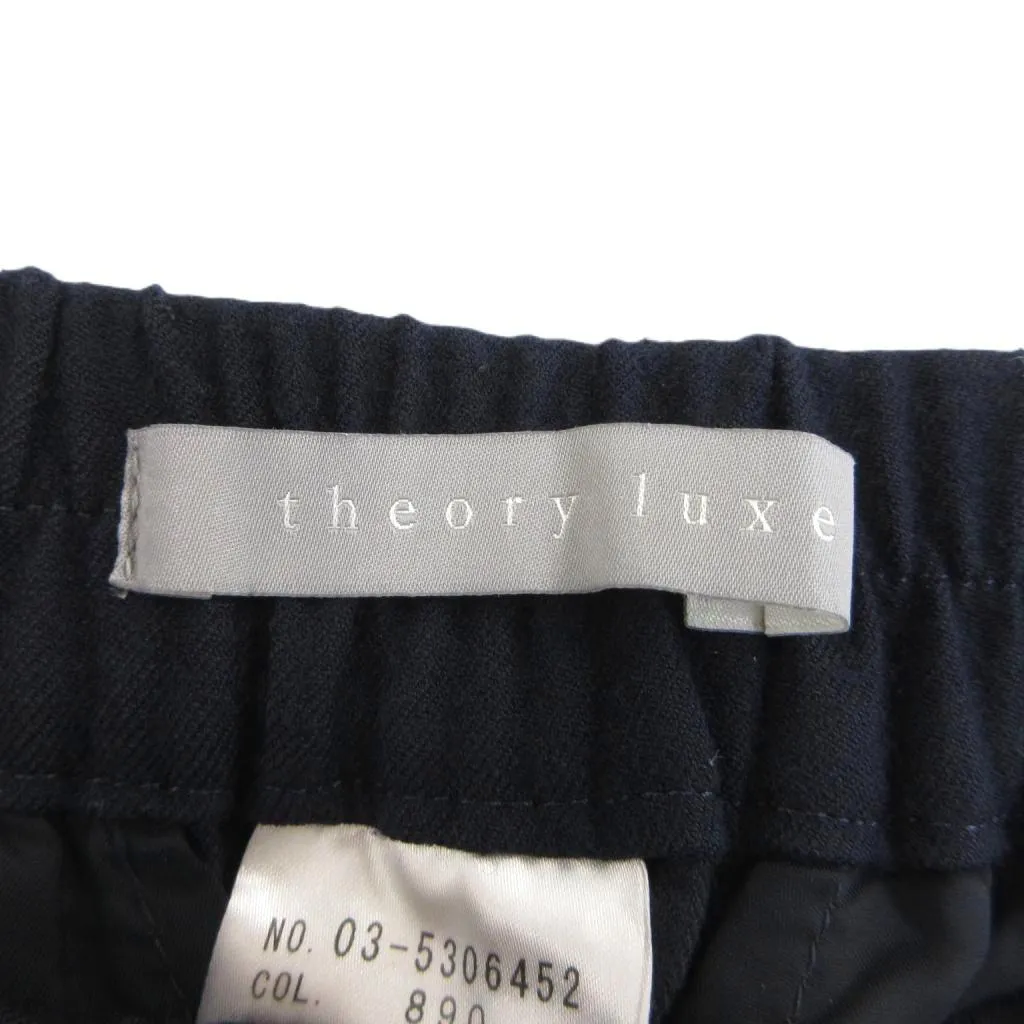 theory luxe
NO. 03-5306452
COL. 890